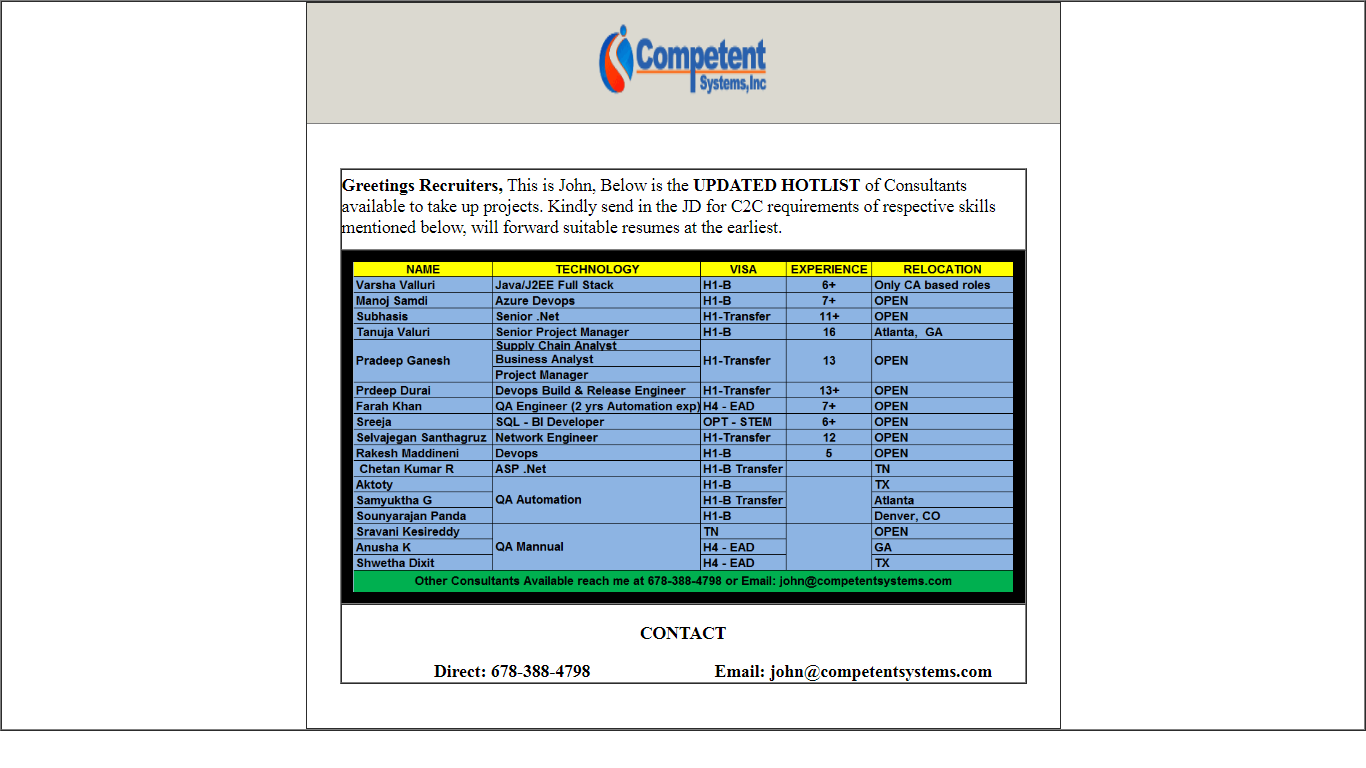 Competent
Systems,Inc
Greetings Recruiters, This is John, Below is the UPDATED HOTLIST of Consultants
available to take up projects. Kindly send in the JD for C2C requirements of respective skills
mentioned below, will forward suitable resumes at the earliest.
NAME TECHNOLOGY VISA EXPERIENCE RELOCATION
Varsha Valluri Java/J2EE Full Stack H1-B 6+ Only CA based roles
Manoj Samdi Azure Devops H1-B 7+ OPEN
Subhasis Senior .Net H1-Transfer 11+ OPEN
Tanuja Valuri Senior Project Manager H1-B 16 Atlanta, GA
Supply Chain Analyst
Pradeep Ganesh Business Analyst H1-Transfer 13 OPEN
Project Manager
Prdeep Durai Devops Build & Release Engineer H1-Transfer 13+ OPEN
Farah Khan QA Engineer (2 yrs Automation exp) H4 - EAD 7+ OPEN
Sreeja SQL - BI Developer OPT - STEM 6+ OPEN
Selvajegan Santhagruz Network Engineer H1-Transfer 12 OPEN
Rakesh Maddineni Devops H1-B 5 OPEN
Chetan Kumar R ASP .Net H1-B Transfer TN
Aktoty H1-B TX
Samyuktha G QA Automation H1-B Transfer Atlanta
Sounyarajan Panda H1-B Denver, CO
Sravani Kesireddy TN OPEN
Anusha K QA Mannual H4 - EAD GA
Shwetha Dixit H4 - EAD TX
Other Consultants Available reach me at 678-388-4798 or Email: john@competentsystems.com
CONTACT
Direct: 678-388-4798 Email: john@competentsystems.com